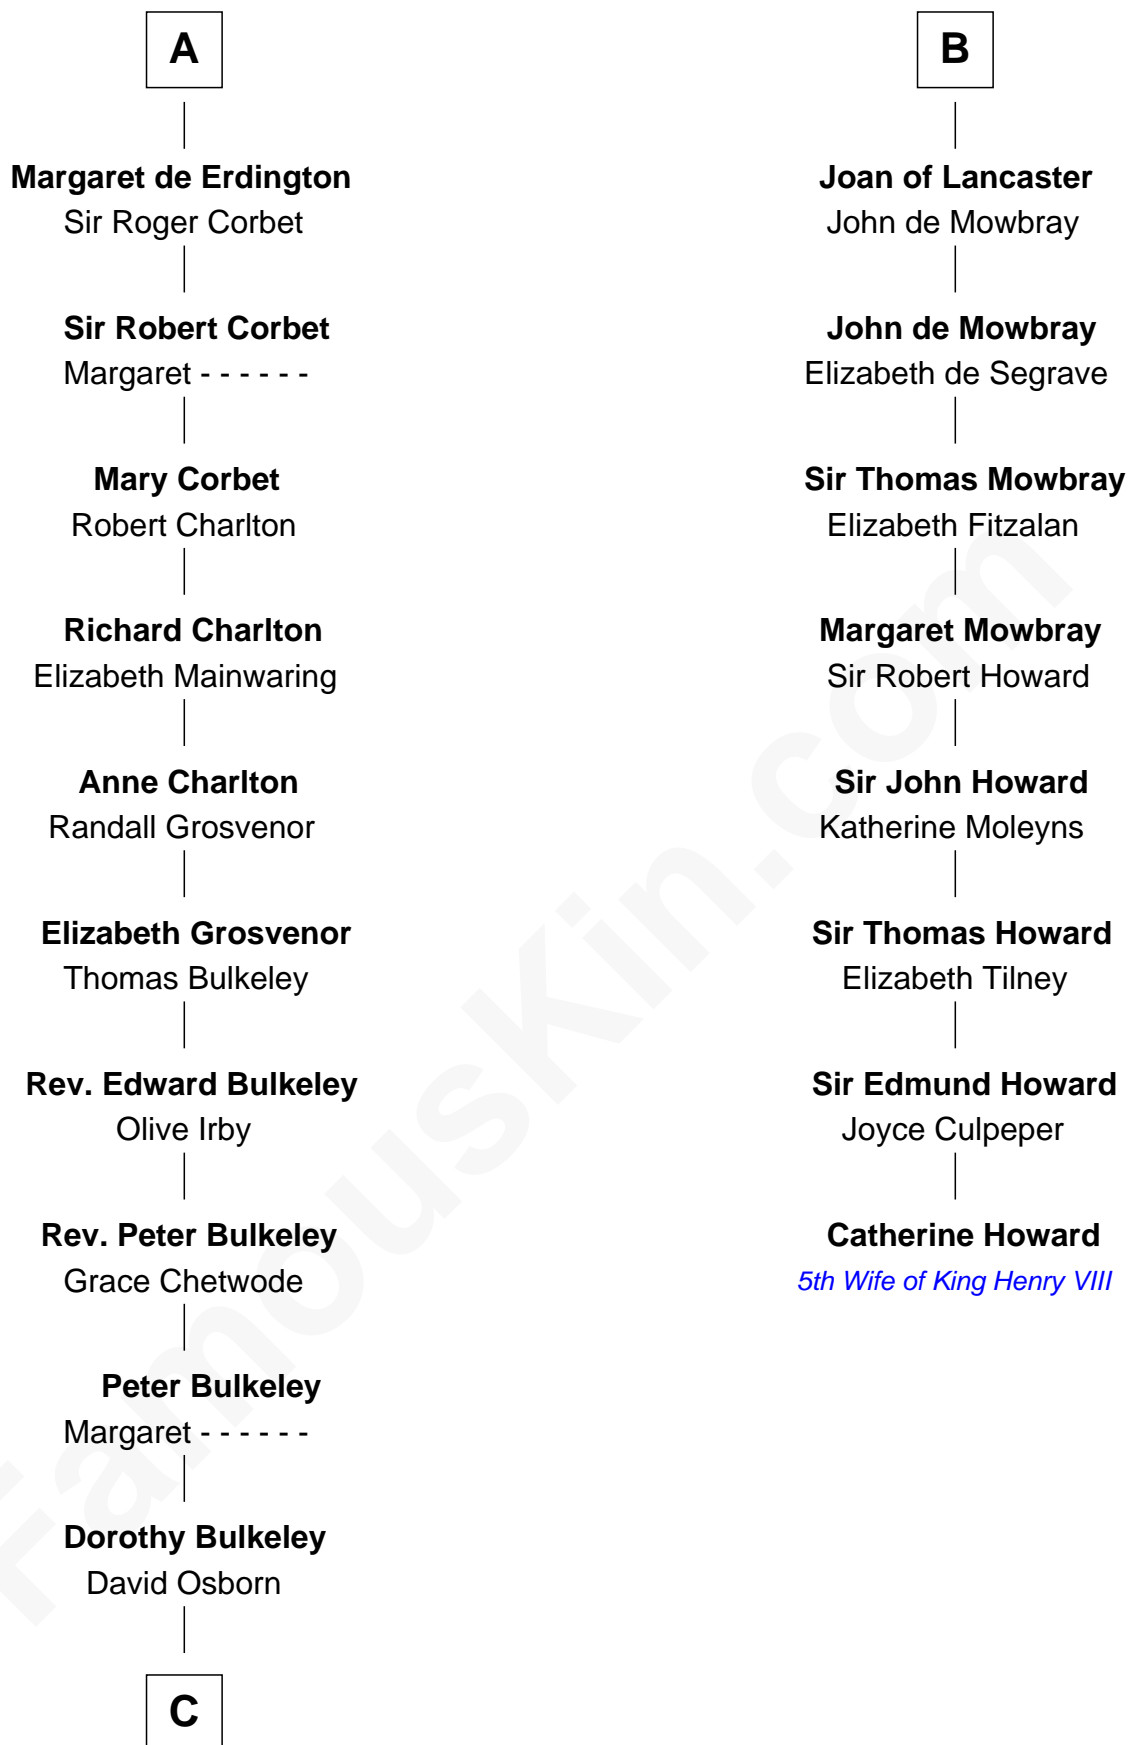 A
Margaret de Erdington
Sir Roger Corbet
Sir Robert Corbet
Margaret - - - - - -
Mary Corbet
Robert Charlton
Richard Charlton
Elizabeth Mainwaring
Anne Charlton
Randall Grosvenor
Elizabeth Grosvenor
Thomas Bulkeley
Rev. Edward Bulkeley
Olive Irby
Rev. Peter Bulkeley
Grace Chetwode
Peter Bulkeley
Margaret - - - - - -
Dorothy Bulkeley
David Osborn
C
B
Joan of Lancaster
John de Mowbray
John de Mowbray
Elizabeth de Segrave
Sir Thomas Mowbray
Elizabeth Fitzalan
Margaret Mowbray
Sir Robert Howard
Sir John Howard
Katherine Moleyns
Sir Thomas Howard
Elizabeth Tilney
Sir Edmund Howard
Joyce Culpeper
Catherine Howard
5th Wife of King Henry VIII
FamousKin.com